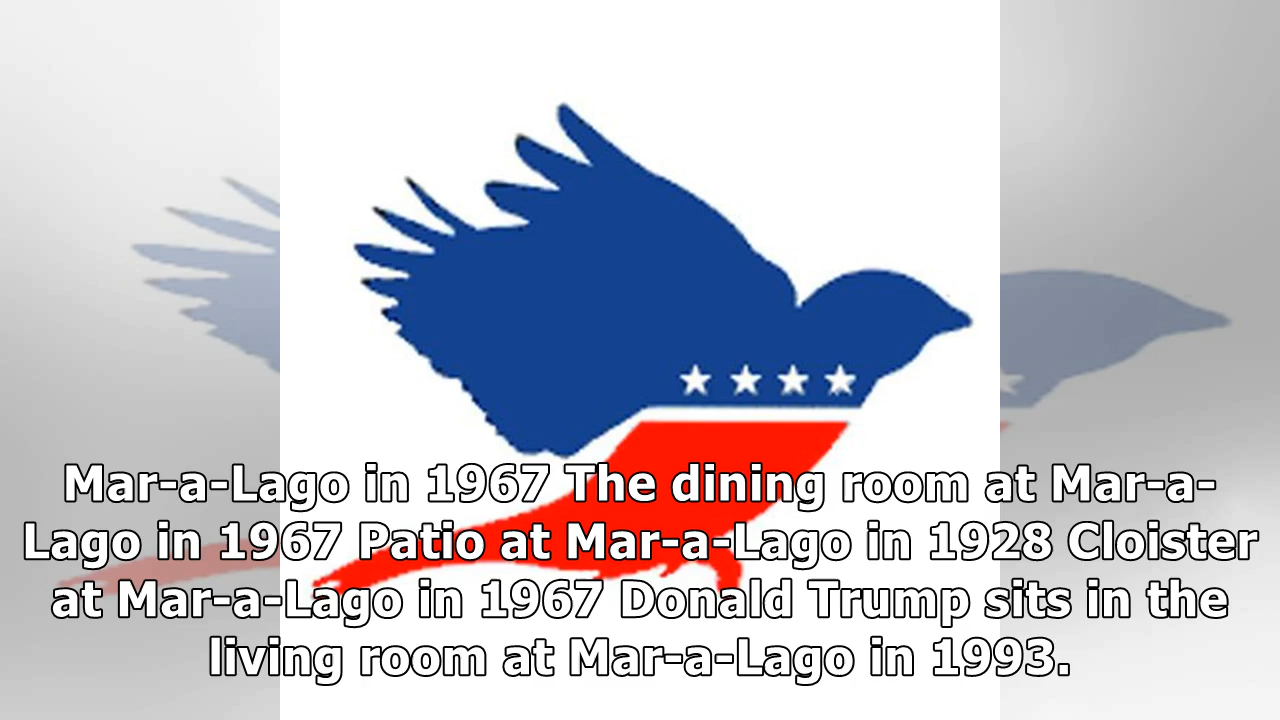 Mar-a-Lago in 1967 The dining room at Mar-a-
Lago in 1967 Patio at Mar-a-Lago in 1928 Cloister
at Mar-a-Lago in 1967 Donald Trump sits in the
living room at Mar-a-Lago in 1993.